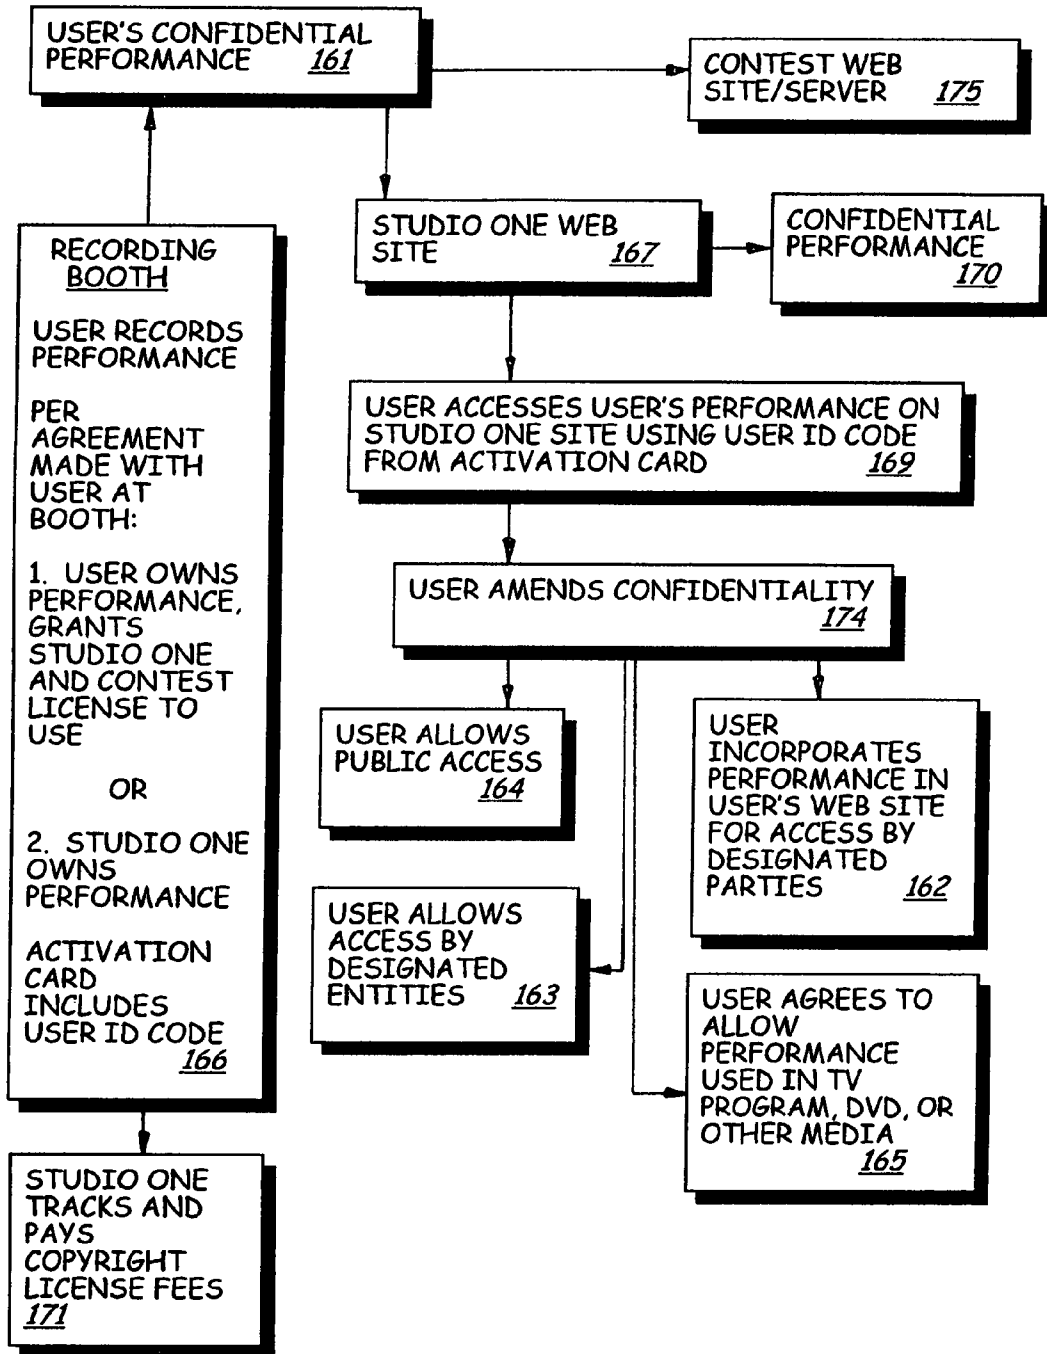 USER'S CONFIDENTIAL
PERFORMANCE 161
CONTEST WEB
SITE/SERVER 175
STUDIO ONE WEB
SITE 167
CONFIDENTIAL
PERFORMANCE
170
RECORDING
BOOTH
USER RECORDS
PERFORMANCE
PER
AGREEMENT
MADE WITH
USER AT
BOOTH:
1. USER OWNS
PERFORMANCE,
GRANTS
STUDIO ONE
AND CONTEST
LICENSE TO
USE
OR
2. STUDIO ONE
OWNS
PERFORMANCE
ACTIVATION
CARD
INCLUDES
USER ID CODE
166
USER ACCESSES USER'S PERFORMANCE ON
STUDIO ONE SITE USING USER ID CODE
FROM ACTIVATION CARD 169
USER AMENDS CONFIDENTIALITY
174
USER ALLOWS
PUBLIC ACCESS
164
USER
INCORPORATES
PERFORMANCE IN
USER'S WEB SITE
FOR ACCESS BY
DESIGNATED
PARTIES 162
USER ALLOWS
ACCESS BY
DESIGNATED
ENTITIES 163
USER AGREES TO
ALLOW
PERFORMANCE
USED IN TV
PROGRAM, DVD, OR
OTHER MEDIA
165
STUDIO ONE
TRACKS AND
PAYS
COPYRIGHT
LICENSE FEES
171